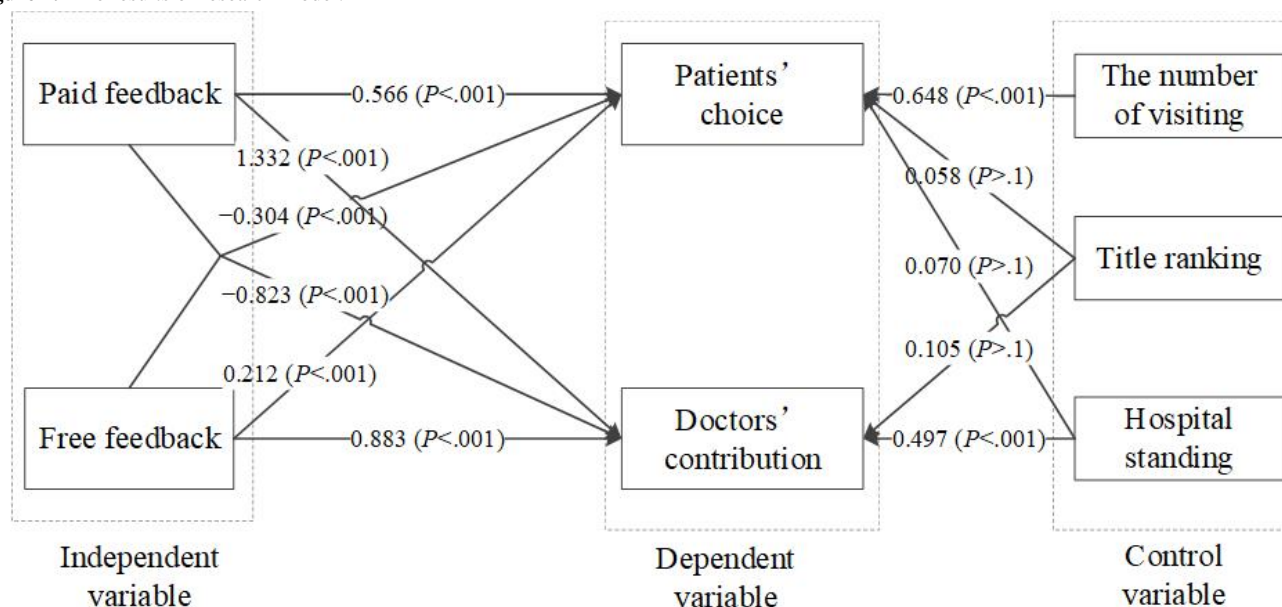 Paid feedback
Free feedback
Independent
variable
0.566 (P<.001)
1.332 (P<.001)
−0.304 (P<.001)
−0.823 (P<.001)
0.212 (P<.001)
0.883 (P<.001)
Patients’
choice
Doctors’
contribution
Dependent
variable
0.648 (P<.001)
0.058 (P>.1)
0.070 (P>.1)
0.105 (P>.1)
0.497 (P<.001)
The number
of visiting
Title ranking
Hospital
standing
Control
variable